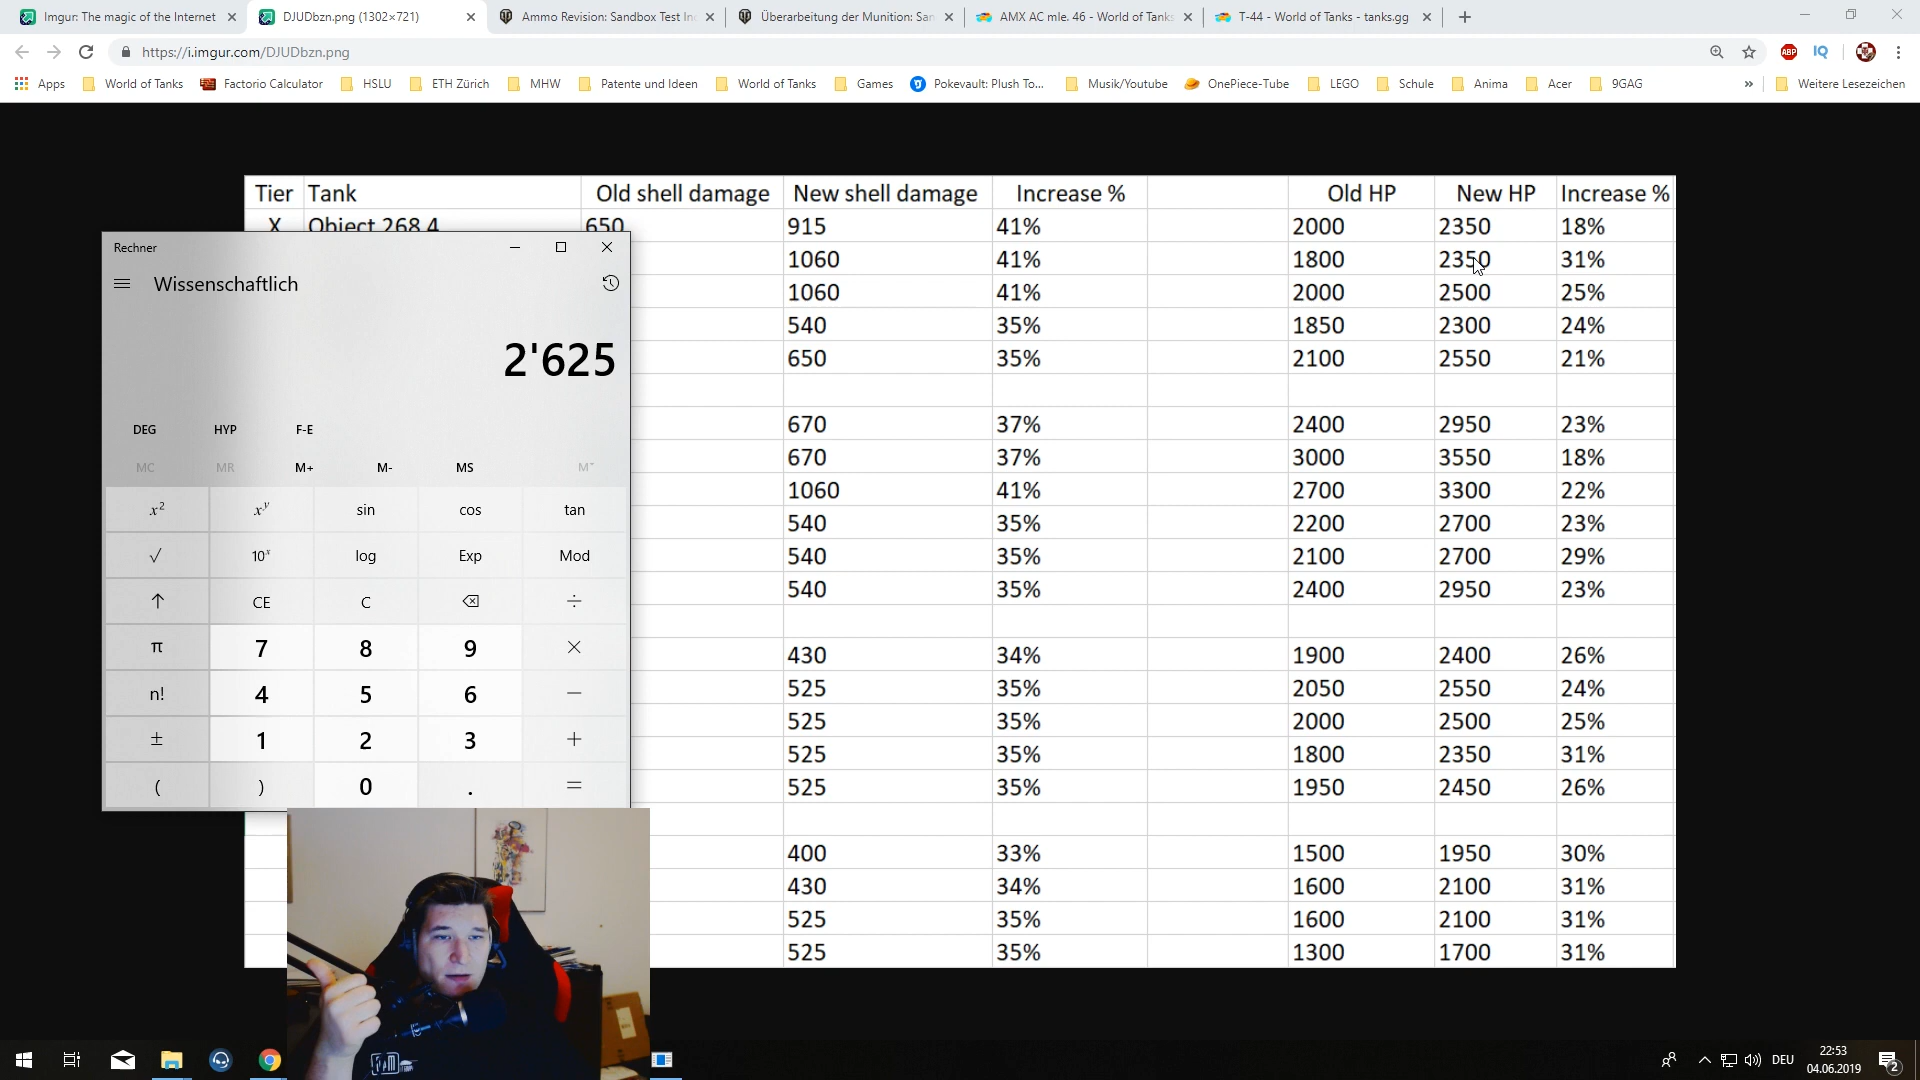 Imgur: The magic of the Internet
DJUDbzn.png (1302×721)
Ammo Revision: Sandbox Test In
Überarbeitung der Munition: San
AMX AC mle. 46 - World of Tanks
T-44 - World of Tanks - tanks.gg
https://i.imgur.com/DJUDbzn.png
ABP
IQ
Apps World of Tanks Factorio Calculator HSLU ETH Zürich MHW Patente und Ideen World of Tanks Games Pokevault: Plush To... Musik/Youtube OnePiece-Tube LEGO Schule Anima Acer 9GAG » Weitere Lesezeichen
Tier Tank Old shell damage New shell damage Increase % Old HP New HP Increase %
X Object 268 4 650 915 41% 2000 2350 18%
1060 41% 1800 2350 31%
1060 41% 2000 2500 25%
540 35% 1850 2300 24%
650 35% 2100 2550 21%
670 37% 2400 2950 23%
670 37% 3000 3550 18%
1060 41% 2700 3300 22%
540 35% 2200 2700 23%
540 35% 2100 2700 29%
540 35% 2400 2950 23%
430 34% 1900 2400 26%
525 35% 2050 2550 24%
525 35% 2000 2500 25%
525 35% 1800 2350 31%
525 35% 1950 2450 26%
400 33% 1500 1950 30%
430 34% 1600 2100 31%
525 35% 1600 2100 31%
525 35% 1300 1700 31%
Rechner
Wissenschaftlich
2'625
DEG HYP F-E
MC MR M+ M- MS M˅
x² xʸ sin cos tan
√ 10ˣ log Exp Mod
↑ CE C ⌫ ÷
π 7 8 9 ×
n! 4 5 6 −
± 1 2 3 +
( ) 0 . =
DEU
22:53
04.06.2019
2